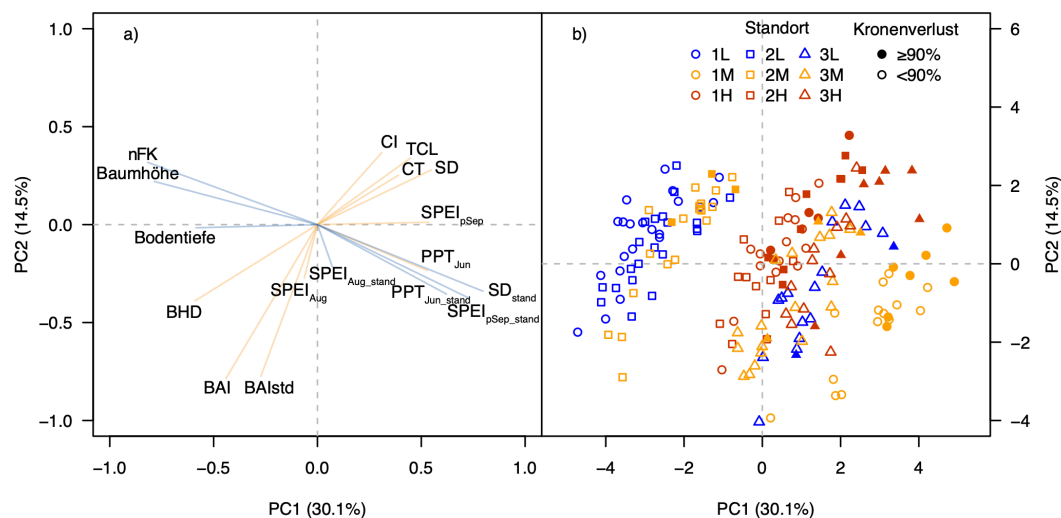 a)
1.0
0.5
0.0
−0.5
−1.0
PC2 (14.5%)
nFK
Baumhöhe
Bodentiefe
BHD
BAI
BAIstd
CI
TCL
CT
SD
SPEIpSep
PPTJun
SPEIAug_stand
SPEIAug
PPTJun_stand
SDstand
SPEIpSep_stand
−1.0
−0.5
0.0
0.5
1.0
PC1 (30.1%)
b)
Standort
Kronenverlust
1L
2L
3L
≥90%
1M
2M
3M
<90%
1H
2H
3H
6
4
2
0
−2
−4
PC2 (14.5%)
−4
−2
0
2
4
PC1 (30.1%)